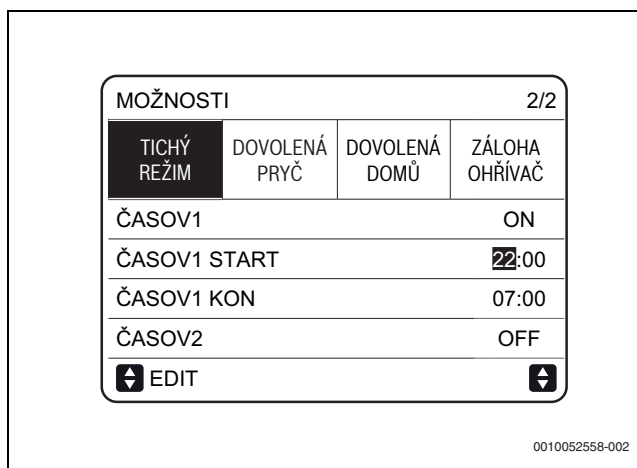 MOŽNOSTI 2/2
TICHÝ REŽIM
DOVOLENÁ PRYČ
DOVOLENÁ DOMŮ
ZÁLOHA OHŘÍVAČ
ČASOV1 ON
ČASOV1 START 22:00
ČASOV1 KON 07:00
ČASOV2 OFF
EDIT
0010052558-002